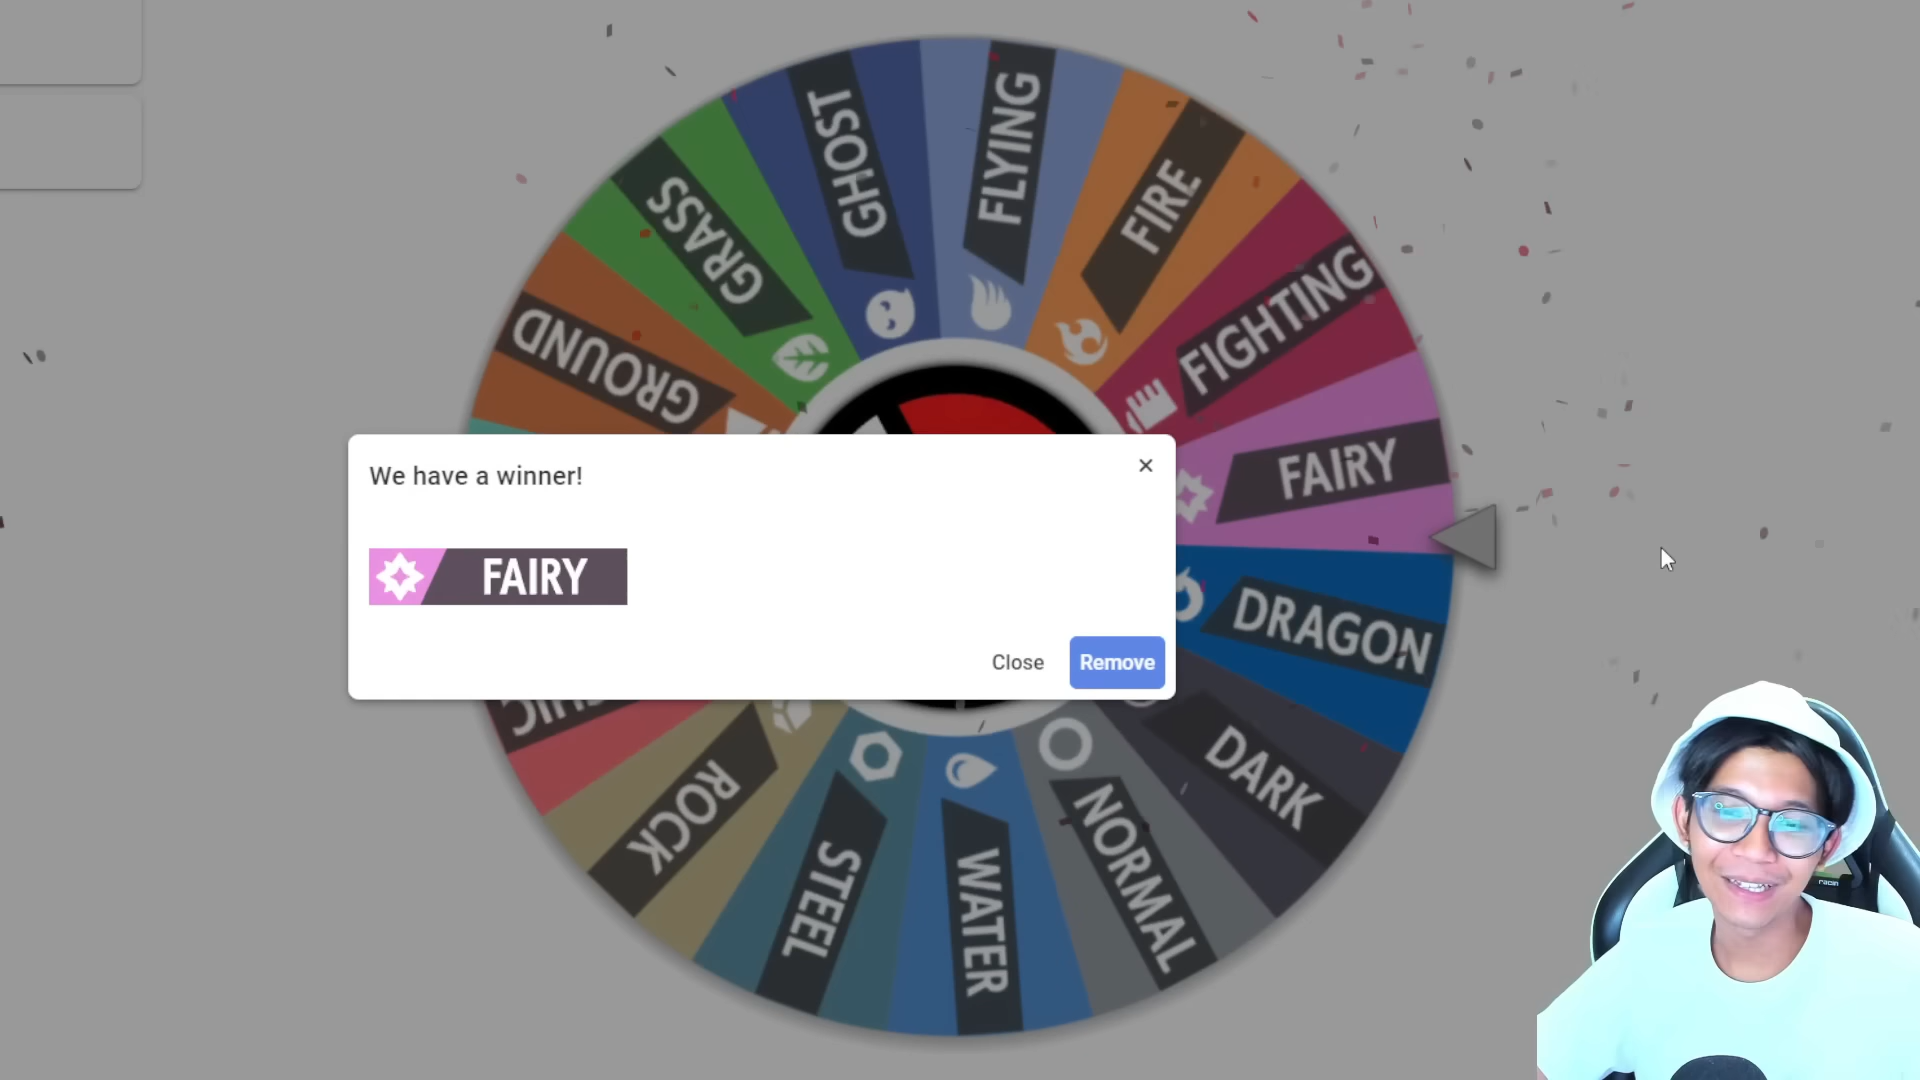 GHOST
FLYING
FIRE
GRASS
FIGHTING
GROUND
FAIRY
We have a winner!
×
FAIRY
DRAGON
Close
Remove
DARK
ROCK
NORMAL
STEEL
WATER